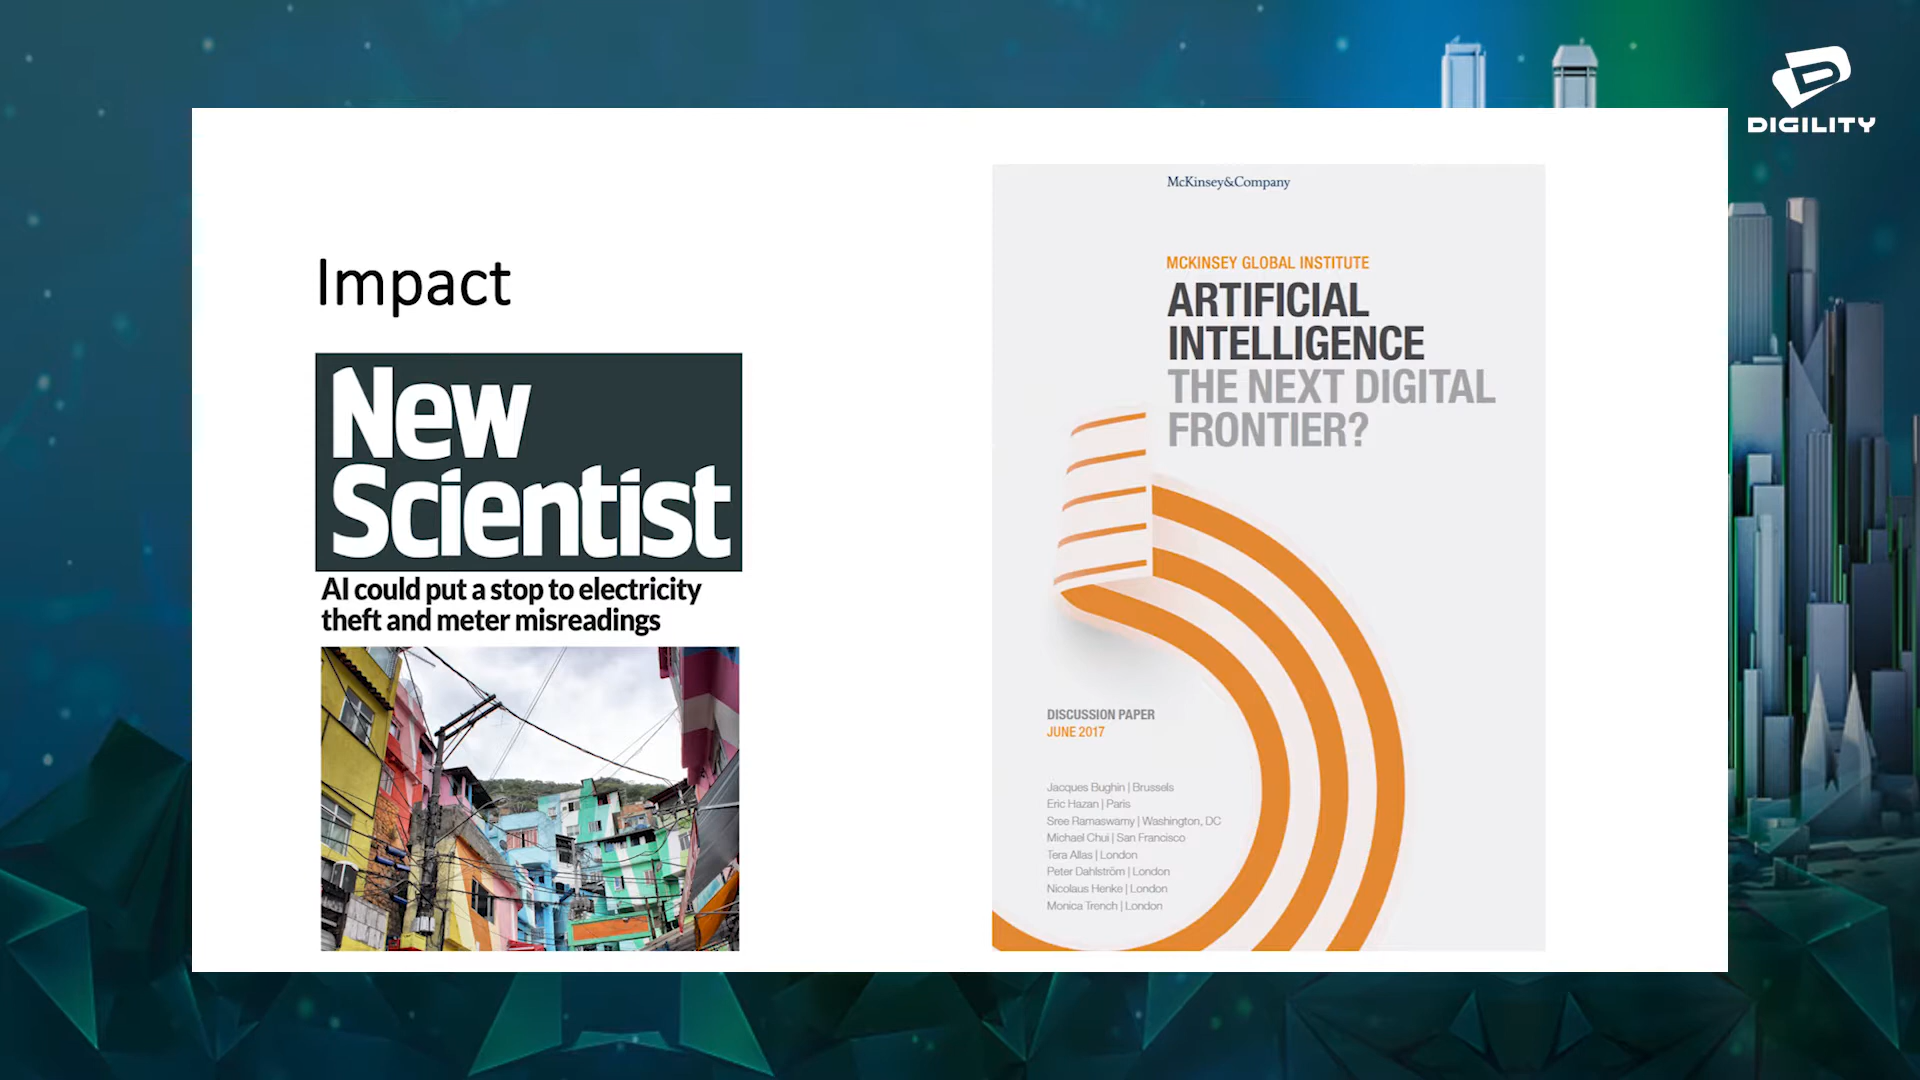 DIGILITY
Impact
New
Scientist
AI could put a stop to electricity
theft and meter misreadings
McKinsey&Company
MCKINSEY GLOBAL INSTITUTE
ARTIFICIAL
INTELLIGENCE
THE NEXT DIGITAL
FRONTIER?
DISCUSSION PAPER
JUNE 2017
Jacques Bughin | Brussels
Eric Hazan | Paris
Sree Ramaswamy | Washington, DC
Michael Chui | San Francisco
Tera Allas | London
Peter Dahlström | London
Nicolaus Henke | London
Monica Trench | London